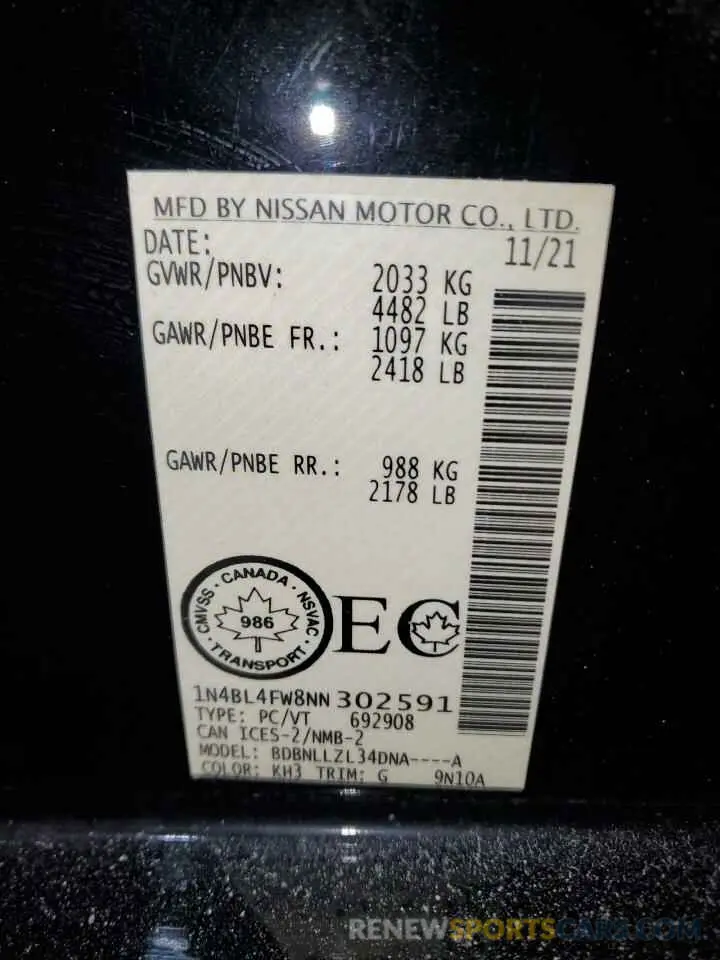 MFD BY NISSAN MOTOR CO., LTD.
DATE: 11/21
GVWR/PNBV: 2033 KG
4482 LB
GAWR/PNBE FR.: 1097 KG
2418 LB
GAWR/PNBE RR.: 988 KG
2178 LB
CANADA · NSVAC · TRANSPORT · CMVSS ·
986
EC
1N4BL4FW8NN302591
TYPE: PC/VT 692908
CAN ICES-2/NMB-2
MODEL: BDBNLLZL34DNA----A
COLOR: KH3 TRIM: G 9N10A
RENEWSPORTSCARS.COM